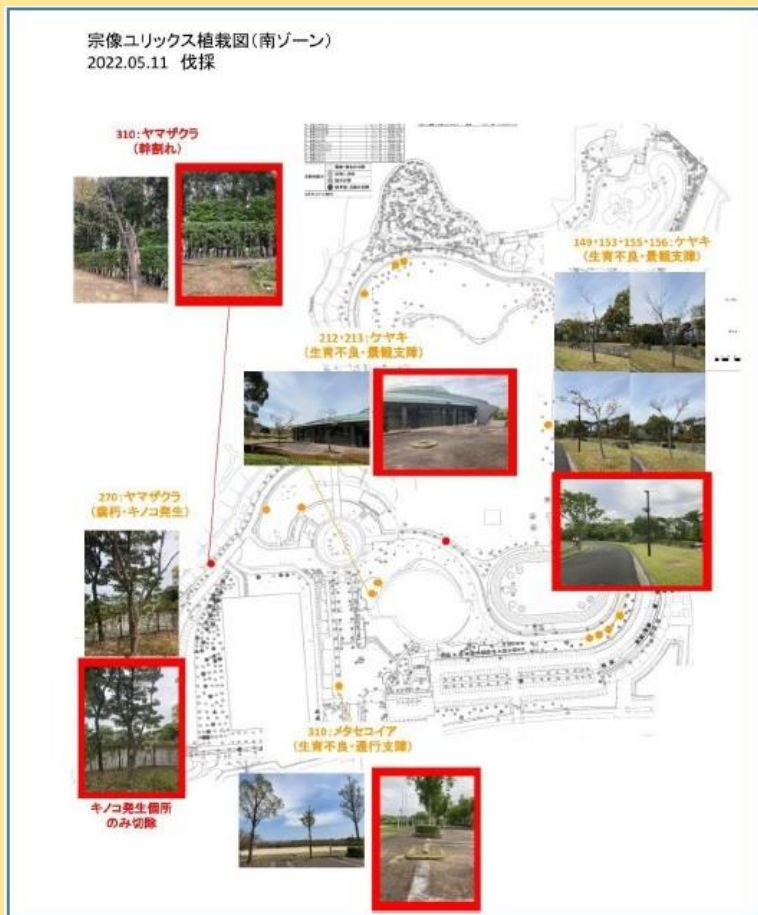 宗像ユリックス植栽図(南ゾーン)
2022.05.11 伐採
310:ヤマザクラ
(幹割れ)
149・153・155・156:ケヤキ
(生育不良・景観支障)
212・213:ケヤキ
(生育不良・景観支障)
270:ヤマザクラ
(腐朽・キノコ発生)
310:メタセコイア
(生育不良・通行支障)
キノコ発生個所
のみ切除